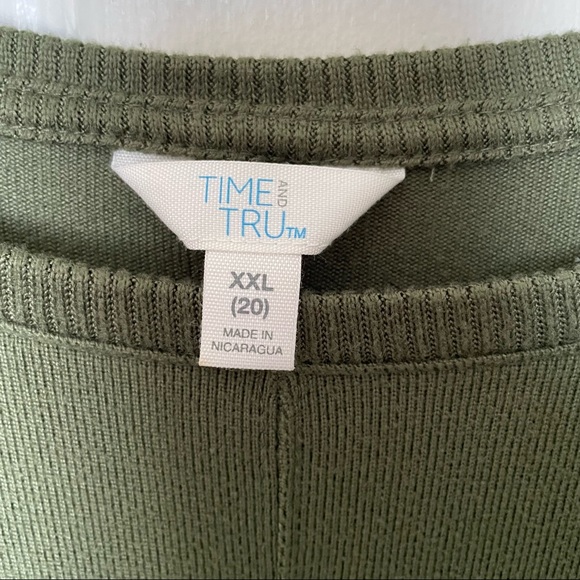 TIME AND
TRU™
XXL
(20)
MADE IN
NICARAGUA